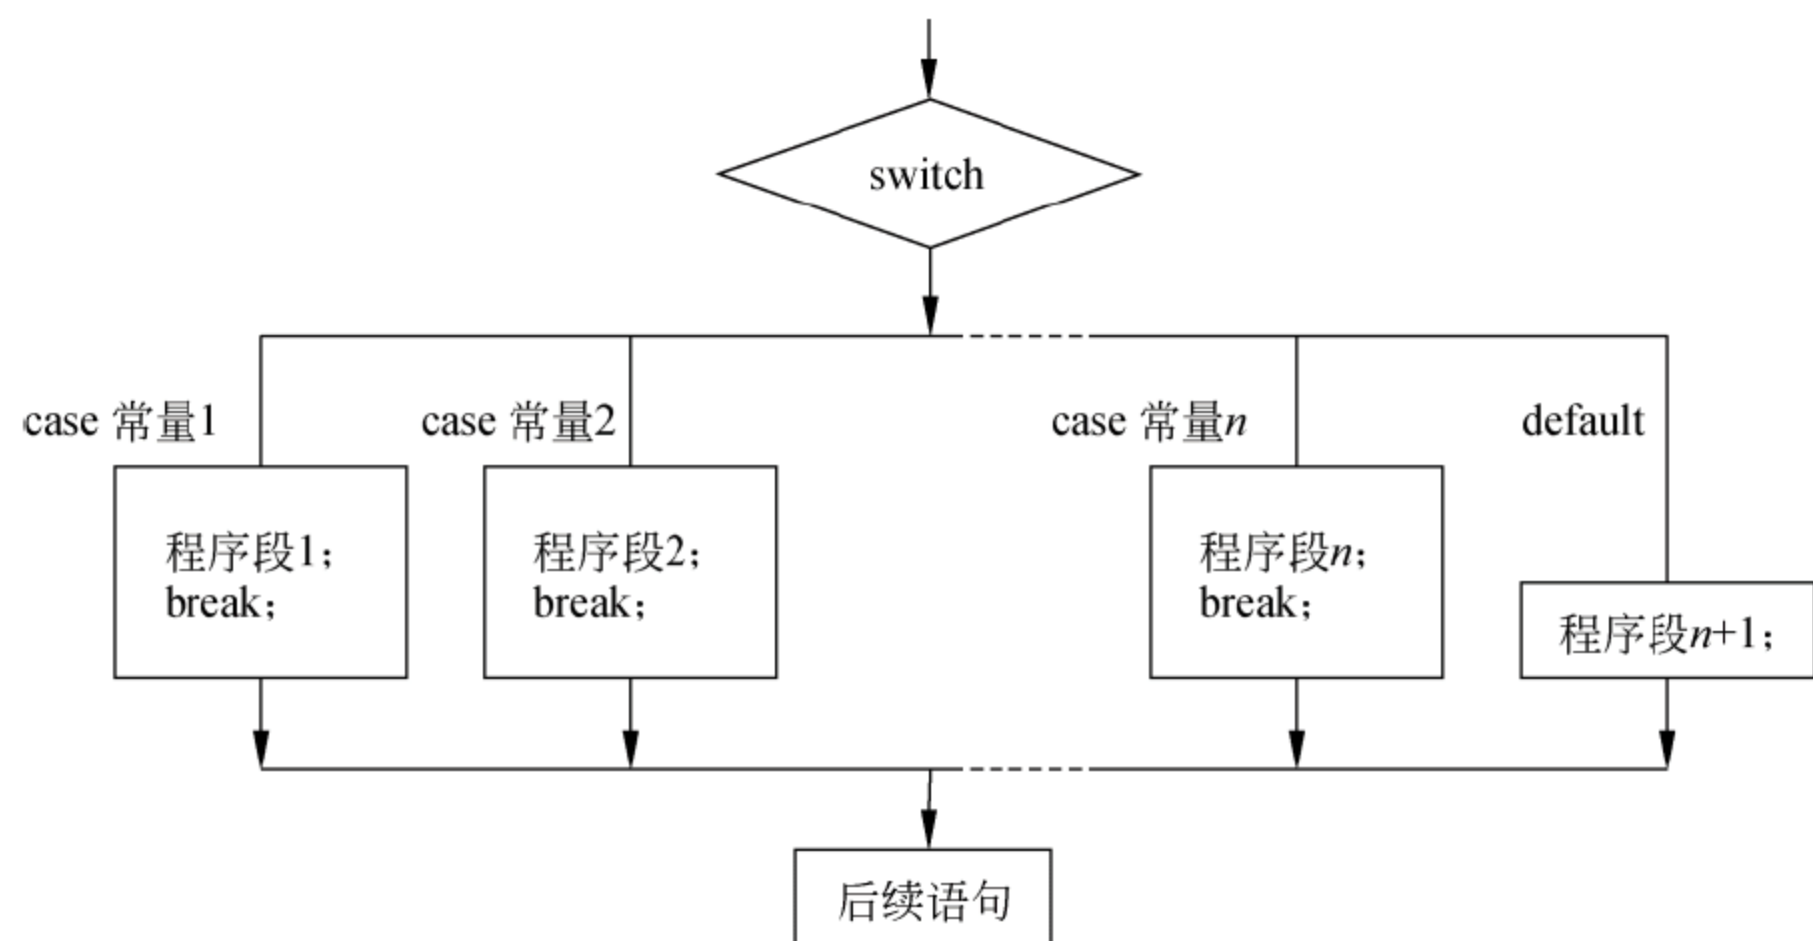 switch
case 常量1
case 常量2
case 常量n
default
程序段1；
break；
程序段2；
break；
程序段n；
break；
程序段n+1；
后续语句